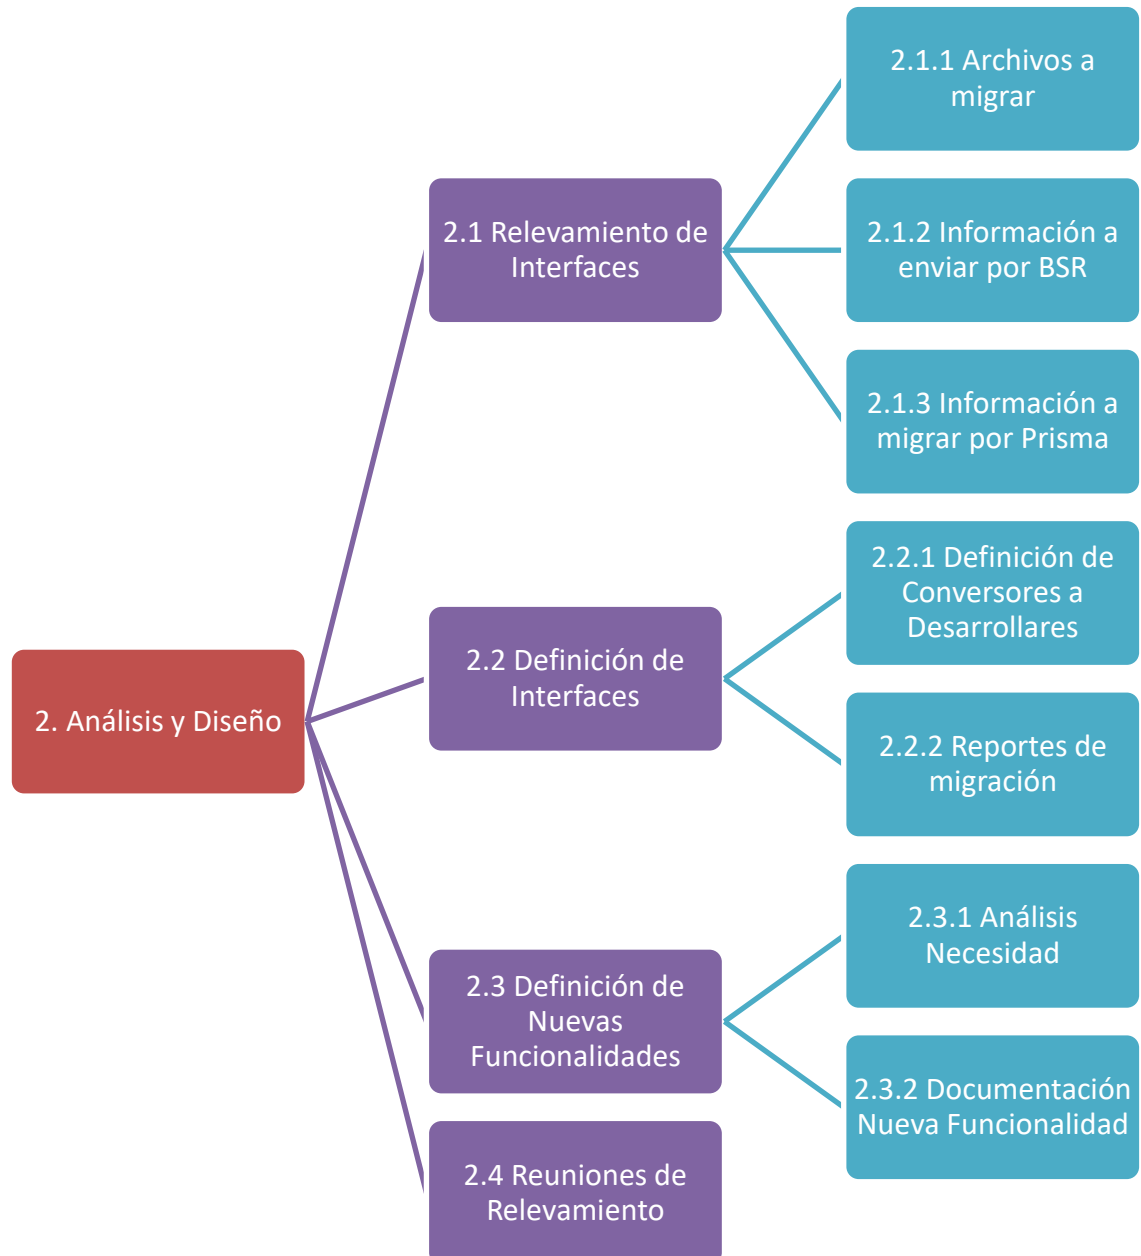 2. Análisis y Diseño
2.1 Relevamiento de
Interfaces
2.1.1 Archivos a
migrar
2.1.2 Información a
enviar por BSR
2.1.3 Información a
migrar por Prisma
2.2 Definición de
Interfaces
2.2.1 Definición de
Conversores a
Desarrollares
2.2.2 Reportes de
migración
2.3 Definición de
Nuevas
Funcionalidades
2.3.1 Análisis
Necesidad
2.3.2 Documentación
Nueva Funcionalidad
2.4 Reuniones de
Relevamiento